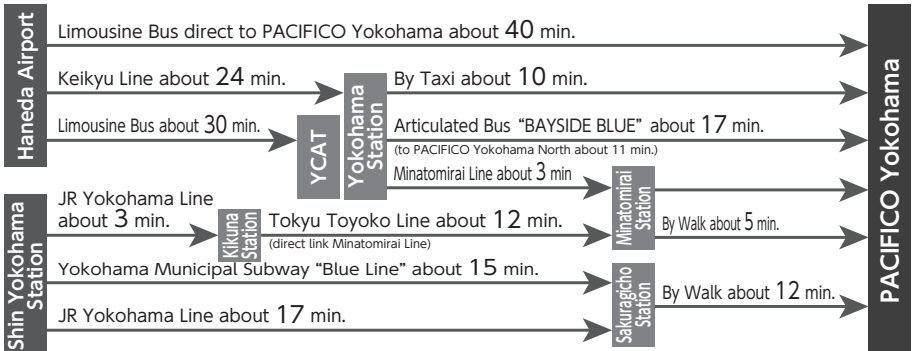 Haneda Airport
Limousine Bus direct to PACIFICO Yokohama about 40 min.
Keikyu Line about 24 min.
Limousine Bus about 30 min.
YCAT
Yokohama
Station
By Taxi about 10 min.
Articulated Bus “BAYSIDE BLUE” about 17 min.
(to PACIFICO Yokohama North about 11 min.)
Minatomirai Line about 3 min
Minatomirai
Station
By Walk about 5 min.
Shin Yokohama
Station
JR Yokohama Line
about 3 min.
Kikuna
Station
Tokyu Toyoko Line about 12 min.
(direct link Minatomirai Line)
Yokohama Municipal Subway “Blue Line” about 15 min.
JR Yokohama Line about 17 min.
Sakuragicho
Station
By Walk about 12 min.
PACIFICO Yokohama